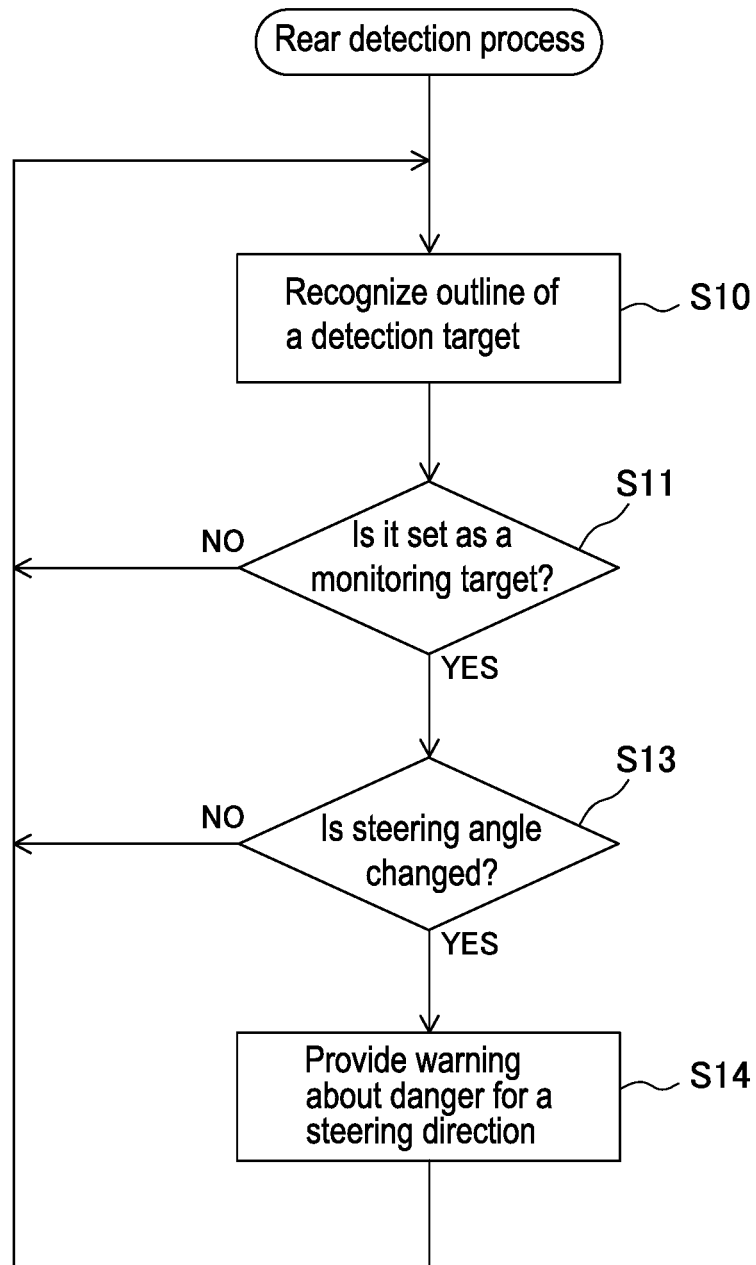 Rear detection process
Recognize outline of
a detection target
S10
S11
Is it set as a
monitoring target?
NO
YES
S13
Is steering angle
changed?
NO
YES
Provide warning
about danger for a
steering direction
S14